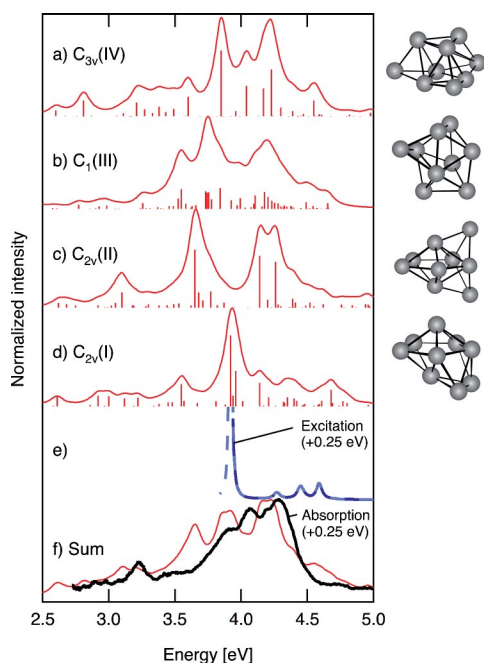 a) C3v(IV)
b) C1(III)
c) C2v(II)
d) C2v(I)
e)
Excitation
(+0.25 eV)
Absorption
(+0.25 eV)
f) Sum
Normalized intensity
2.5 3.0 3.5 4.0 4.5 5.0
Energy [eV]